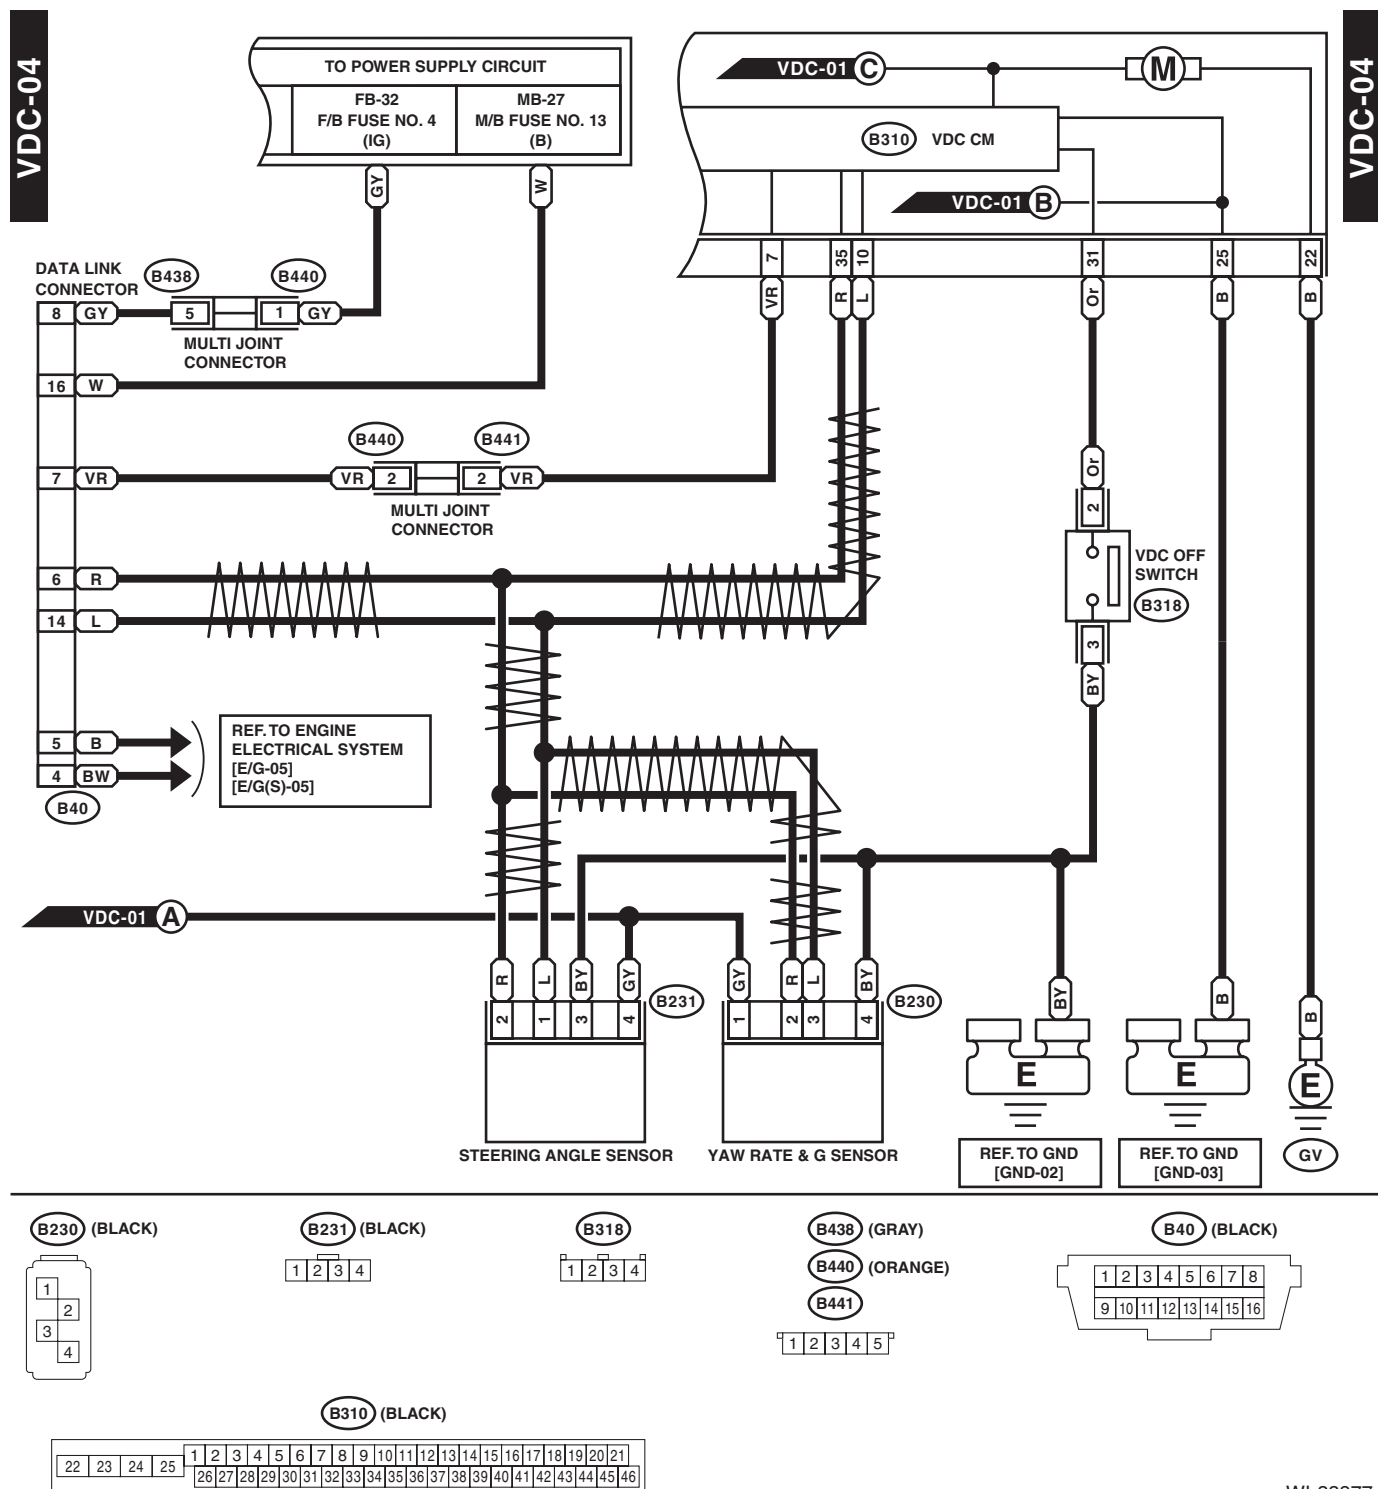 VDC-04
VDC-04
TO POWER SUPPLY CIRCUIT
FB-32
F/B FUSE NO. 4
(IG)
MB-27
M/B FUSE NO. 13
(B)
VDC-01 C
M
B310 VDC CM
VDC-01 B
GY
W
7
35
10
31
25
22
VR
R
L
Or
B
B
DATA LINK
CONNECTOR
B438
B440
8 GY
5
1 GY
MULTI JOINT
CONNECTOR
16 W
B440
B441
7 VR
VR 2
2 VR
MULTI JOINT
CONNECTOR
Or
2
VDC OFF
SWITCH
B318
3
BY
6 R
14 L
5 B
4 BW
B40
REF. TO ENGINE
ELECTRICAL SYSTEM
[E/G-05]
[E/G(S)-05]
VDC-01 A
R
L
BY
GY
B231
GY
R
L
BY
B230
BY
B
B
2
1
3
4
1
2
3
4
E
E
E
STEERING ANGLE SENSOR
YAW RATE & G SENSOR
REF. TO GND
[GND-02]
REF. TO GND
[GND-03]
GV
B230 (BLACK)
1
2
3
4
B231 (BLACK)
1 2 3 4
B318
1 2 3 4
B438 (GRAY)
B440 (ORANGE)
B441
1 2 3 4 5
B40 (BLACK)
1 2 3 4 5 6 7 8
9 10 11 12 13 14 15 16
B310 (BLACK)
22 23 24 25
1 2 3 4 5 6 7 8 9 10 11 12 13 14 15 16 17 18 19 20 21
26 27 28 29 30 31 32 33 34 35 36 37 38 39 40 41 42 43 44 45 46